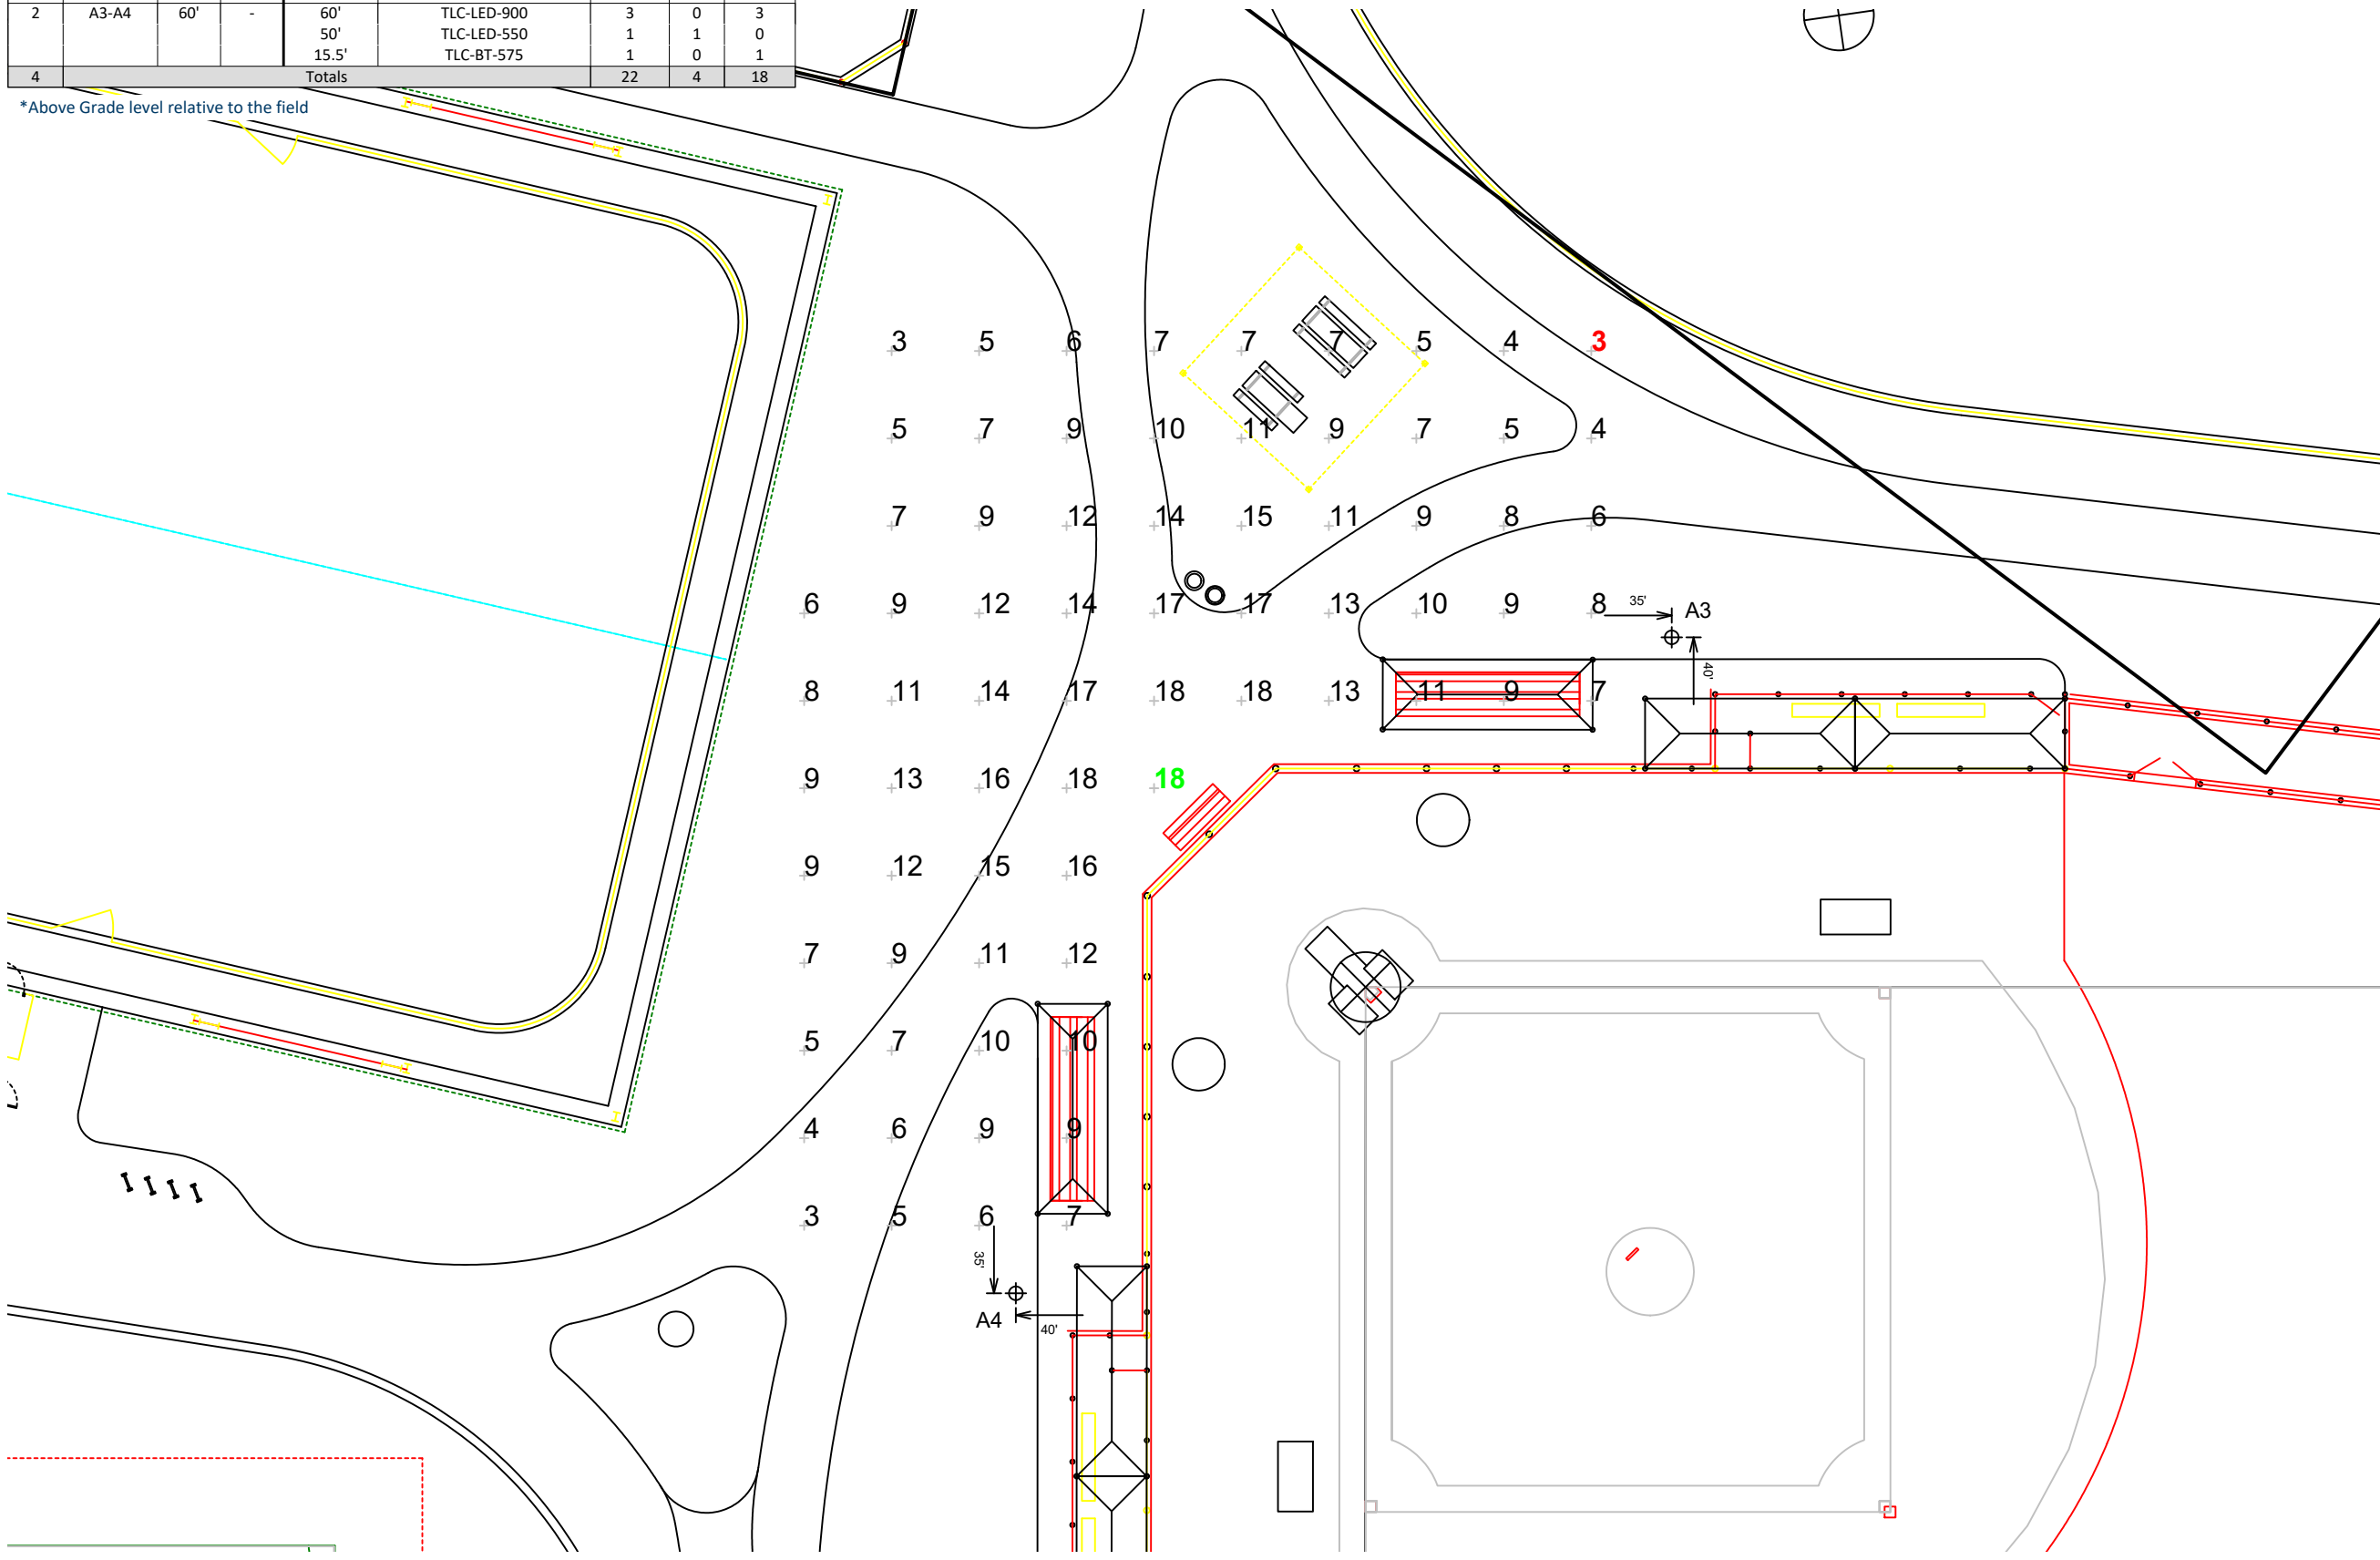 2 A3-A4 60' - 60' TLC-LED-900 3 0 3
50' TLC-LED-550 1 1 0
15.5' TLC-BT-575 1 0 1
4 Totals 22 4 18
*Above Grade level relative to the field
3 5 6 7 7 7 5 4 3
5 7 9 10 11 9 7 5 4
7 9 12 14 15 11 9 8 6
6 9 12 14 17 17 13 10 9 8 35' A3
40'
8 11 14 17 18 18 13 11 9 7
9 13 16 18 18
9 12 15 16
7 9 11 12
5 7 10 10
4 6 9 9
3 5 6 7
35'
A4 40'